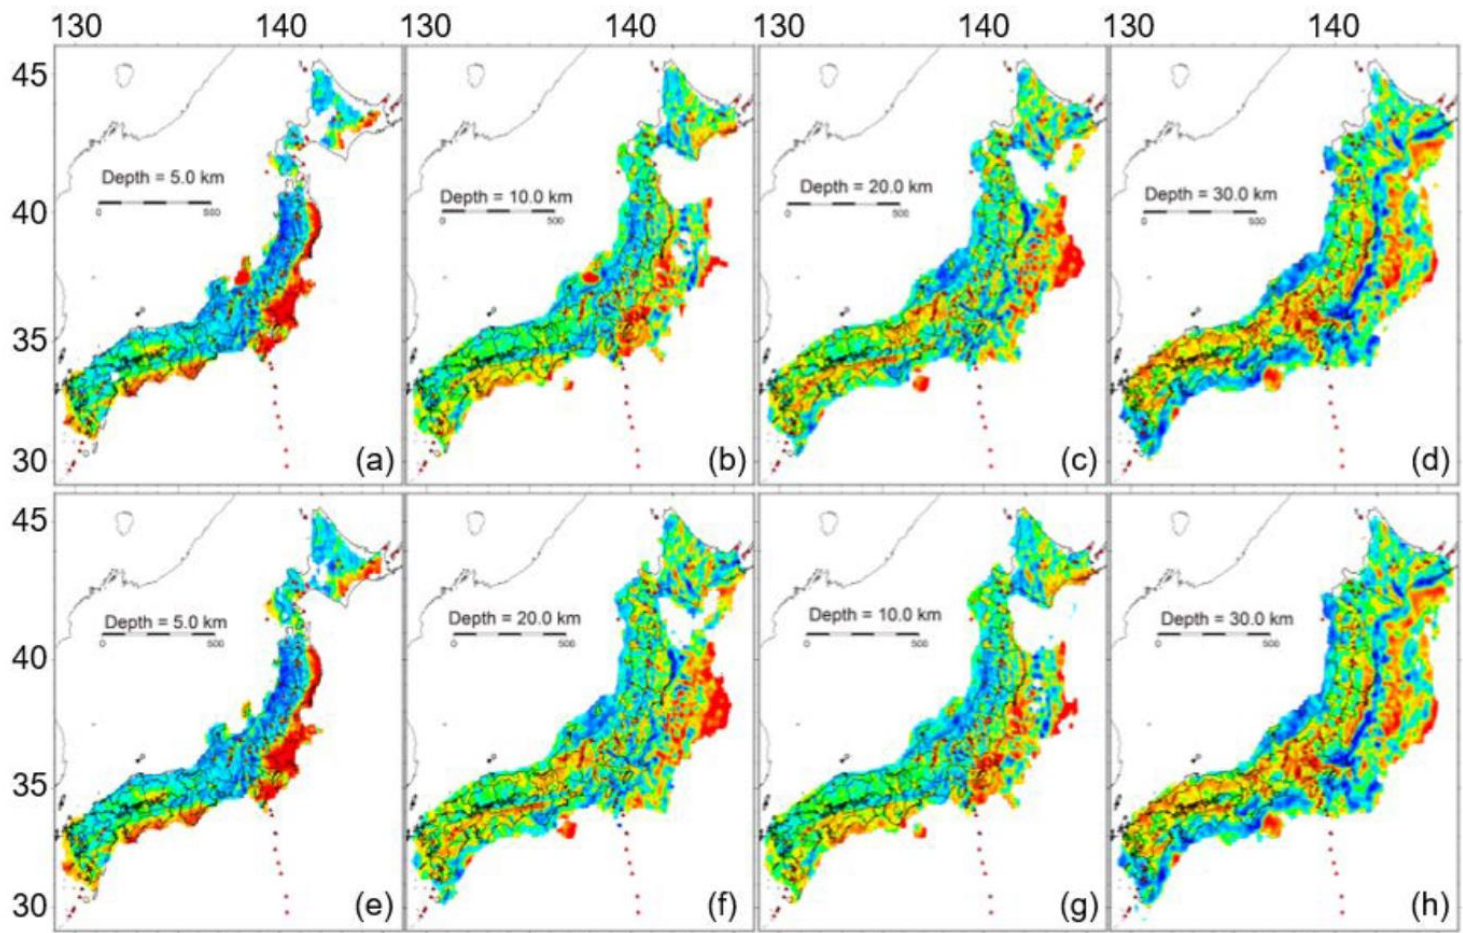 130 140 130 140 130 140 130 140
45
40
35
30
Depth = 5.0 km
0 500
(a)
Depth = 10.0 km
0 500
(b)
Depth = 20.0 km
0 500
(c)
Depth = 30.0 km
0 500
(d)
45
40
35
30
Depth = 5.0 km
0 500
(e)
Depth = 20.0 km
0 500
(f)
Depth = 10.0 km
0 500
(g)
Depth = 30.0 km
0 500
(h)